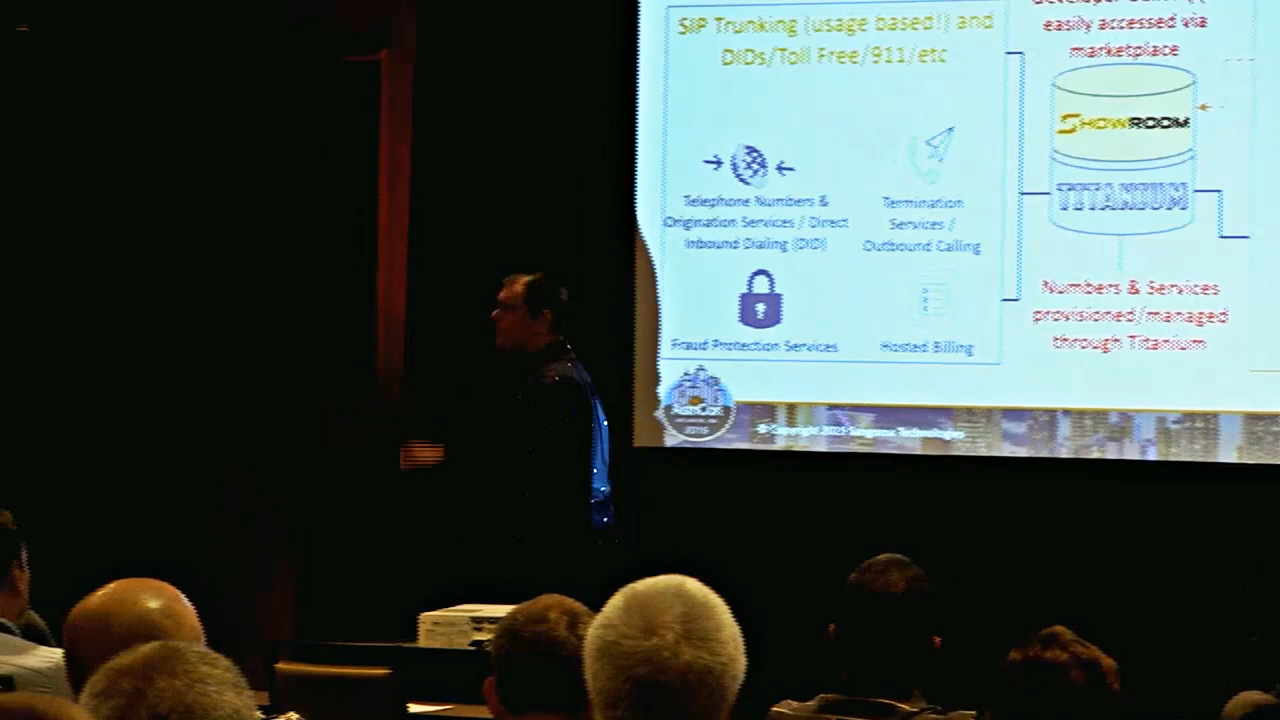 SIP Trunking (usage based!) and
DIDs/Toll Free/911/etc
Telephone Numbers &
Origination Services / Direct
Inbound Dialing (DID)
Termination
Services /
Outbound Calling
Fraud Protection Services
Hosted Billing
easily accessed via
marketplace
SHOWROOM
TITANIUM
Numbers & Services
provisioned/managed
through Titanium
© Copyright Technologies